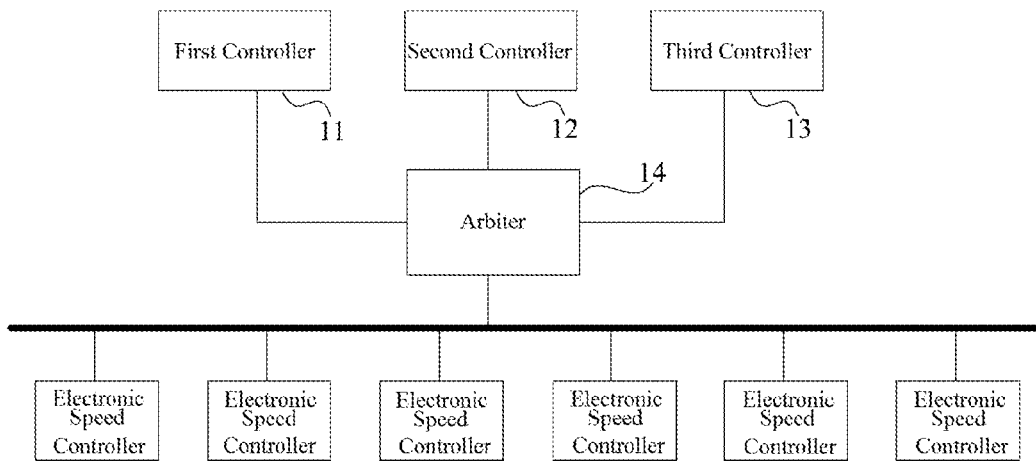 First Controller
Second Controller
Third Controller
11
12
13
14
Arbiter
Electronic
Speed
Controller
Electronic
Speed
Controller
Electronic
Speed
Controller
Electronic
Speed
Controller
Electronic
Speed
Controller
Electronic
Speed
Controller